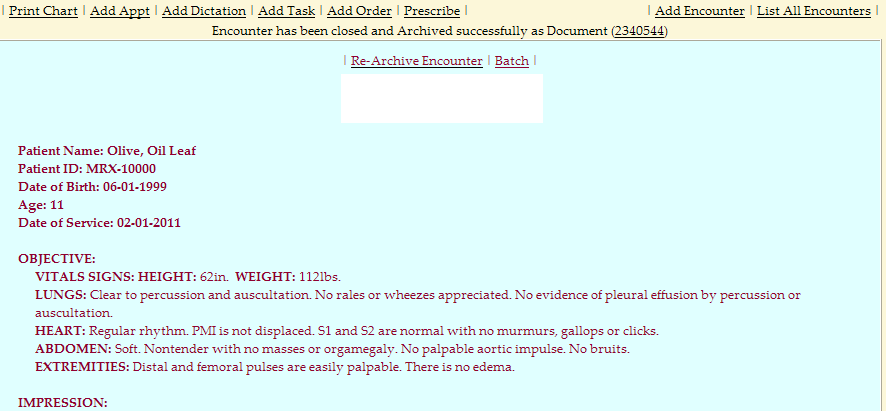 | Print Chart | Add Appt | Add Dictation | Add Task | Add Order | Prescribe | | Add Encounter | List All Encounters |
Encounter has been closed and Archived successfully as Document (2340544)
| Re-Archive Encounter | Batch |
Patient Name: Olive, Oil Leaf
Patient ID: MRX-10000
Date of Birth: 06-01-1999
Age: 11
Date of Service: 02-01-2011
OBJECTIVE:
VITALS SIGNS: HEIGHT: 62in. WEIGHT: 112lbs.
LUNGS: Clear to percussion and auscultation. No rales or wheezes appreciated. No evidence of pleural effusion by percussion or
auscultation.
HEART: Regular rhythm. PMI is not displaced. S1 and S2 are normal with no murmurs, gallops or clicks.
ABDOMEN: Soft. Nontender with no masses or orgamegaly. No palpable aortic impulse. No bruits.
EXTREMITIES: Distal and femoral pulses are easily palpable. There is no edema.
IMPRESSION: